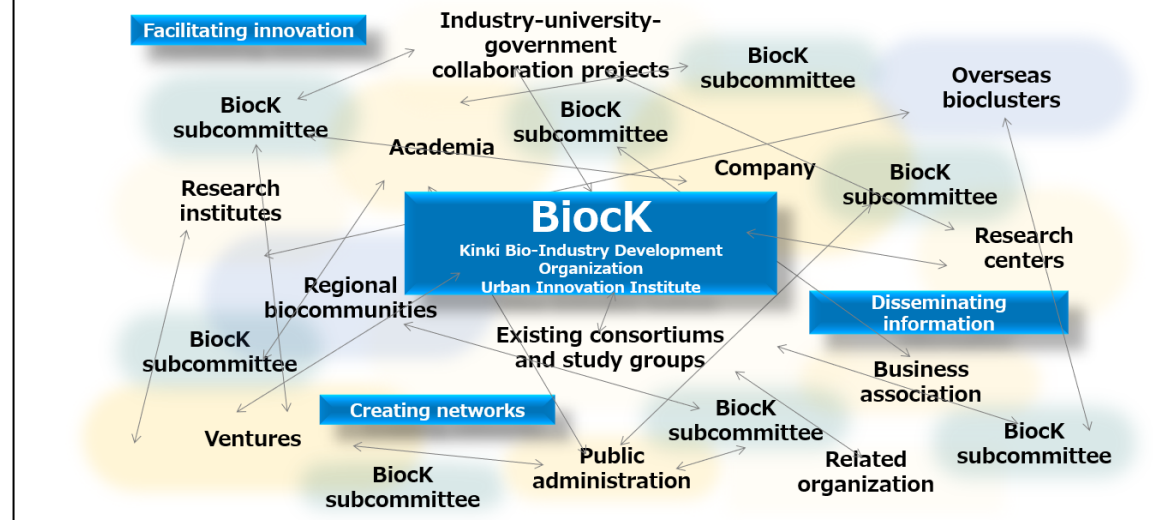 Facilitating innovation
Industry-university-
government
collaboration projects
BiocK
subcommittee
Overseas
bioclusters
BiocK
subcommittee
BiocK
subcommittee
Academia
Company
BiocK
subcommittee
Research
institutes
BiocK
Kinki Bio-Industry Development
Organization
Urban Innovation Institute
Research
centers
Regional
biocommunities
Disseminating
information
BiocK
subcommittee
Existing consortiums
and study groups
Business
association
Creating networks
BiocK
subcommittee
Ventures
BiocK
subcommittee
Public
administration
Related
organization
BiocK
subcommittee